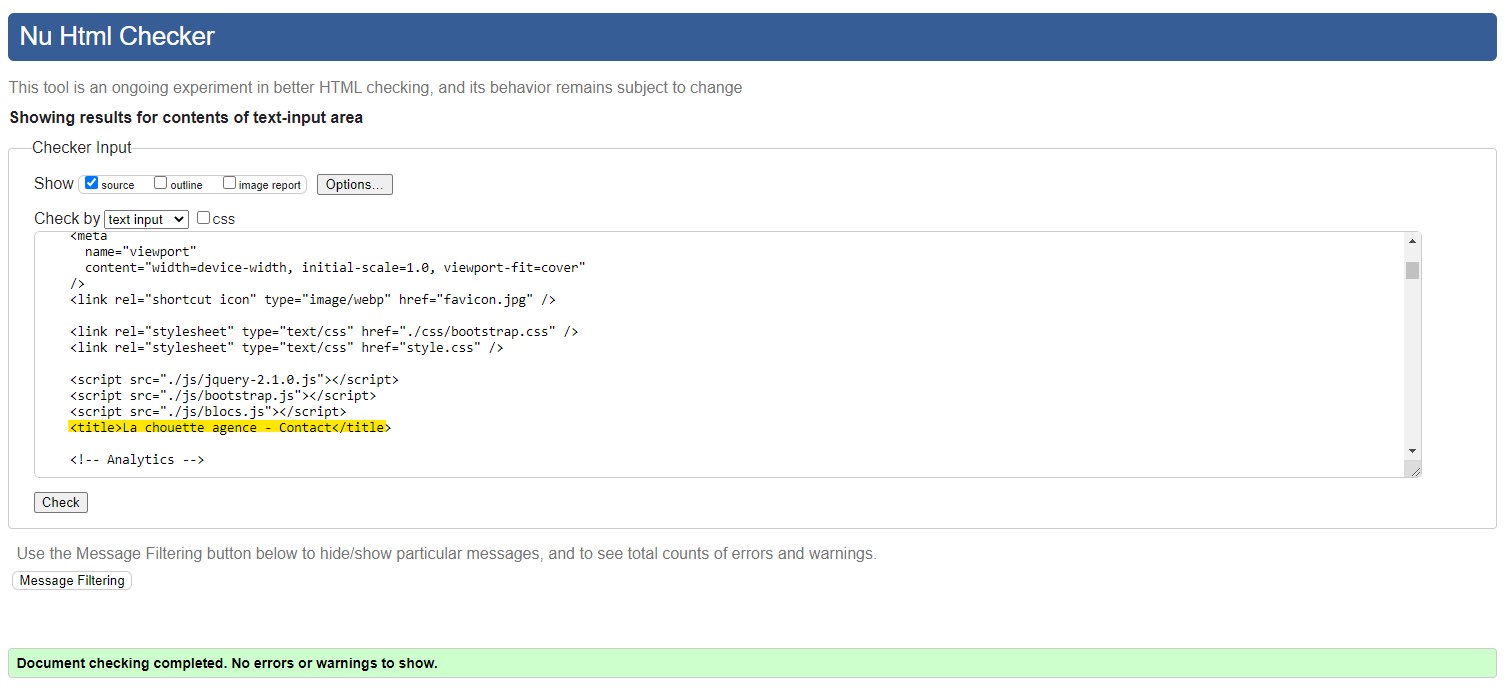 Nu Html Checker
This tool is an ongoing experiment in better HTML checking, and its behavior remains subject to change
Showing results for contents of text-input area
Checker Input
Show source outline image report Options...
Check by text input css
<meta
name="viewport"
content="width=device-width, initial-scale=1.0, viewport-fit=cover"
/>
<link rel="shortcut icon" type="image/webp" href="favicon.jpg" />
<link rel="stylesheet" type="text/css" href="./css/bootstrap.css" />
<link rel="stylesheet" type="text/css" href="style.css" />
<script src="./js/jquery-2.1.0.js"></script>
<script src="./js/bootstrap.js"></script>
<script src="./js/blocs.js"></script>
<title>La chouette agence - Contact</title>
<!-- Analytics -->
Check
Use the Message Filtering button below to hide/show particular messages, and to see total counts of errors and warnings.
Message Filtering
Document checking completed. No errors or warnings to show.